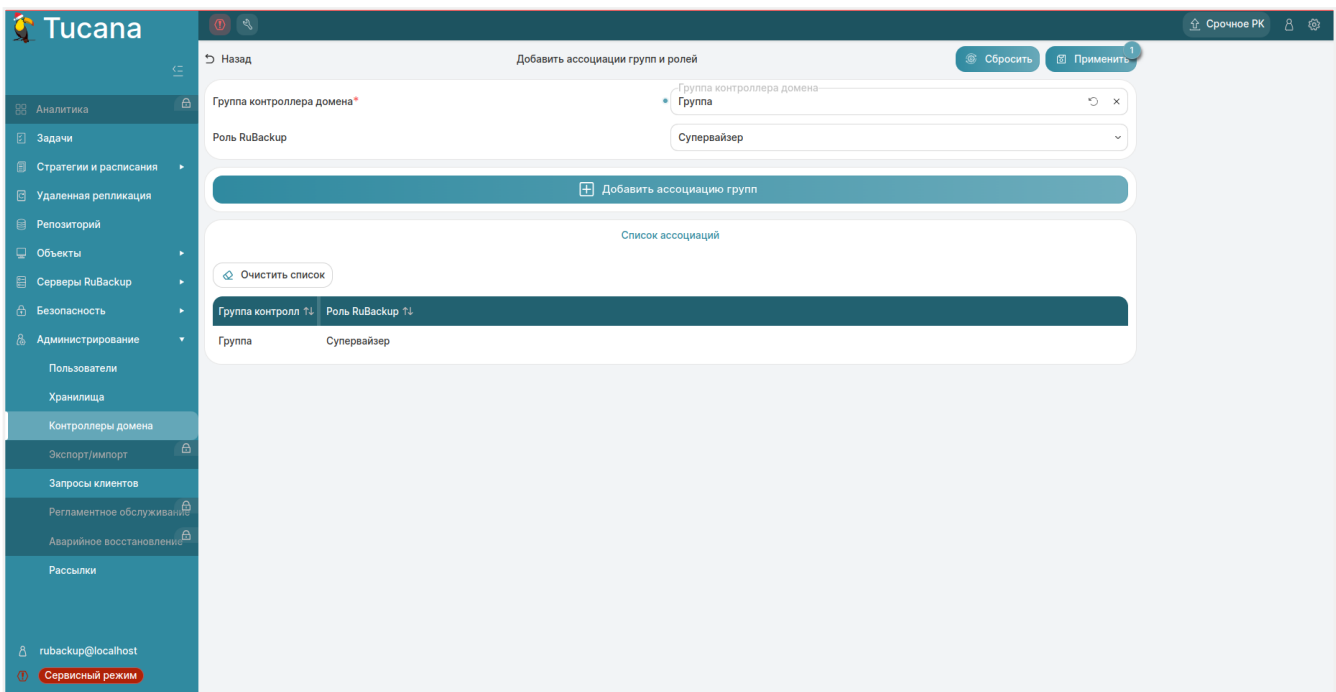 Tucana
Срочное РК
Назад
Добавить ассоциации групп и ролей
Сбросить
Применить
1
Аналитика
Задачи
Стратегии и расписания
Удаленная репликация
Репозиторий
Объекты
Серверы RuBackup
Безопасность
Администрирование
Пользователи
Хранилища
Контроллеры домена
Экспорт/импорт
Запросы клиентов
Регламентное обслуживание
Аварийное восстановление
Рассылки
rubackup@localhost
Сервисный режим
Группа контроллера домена*
Группа контроллера домена
Группа
Роль RuBackup
Супервайзер
Добавить ассоциацию групп
Список ассоциаций
Очистить список
Группа контролл Роль RuBackup
Группа Супервайзер